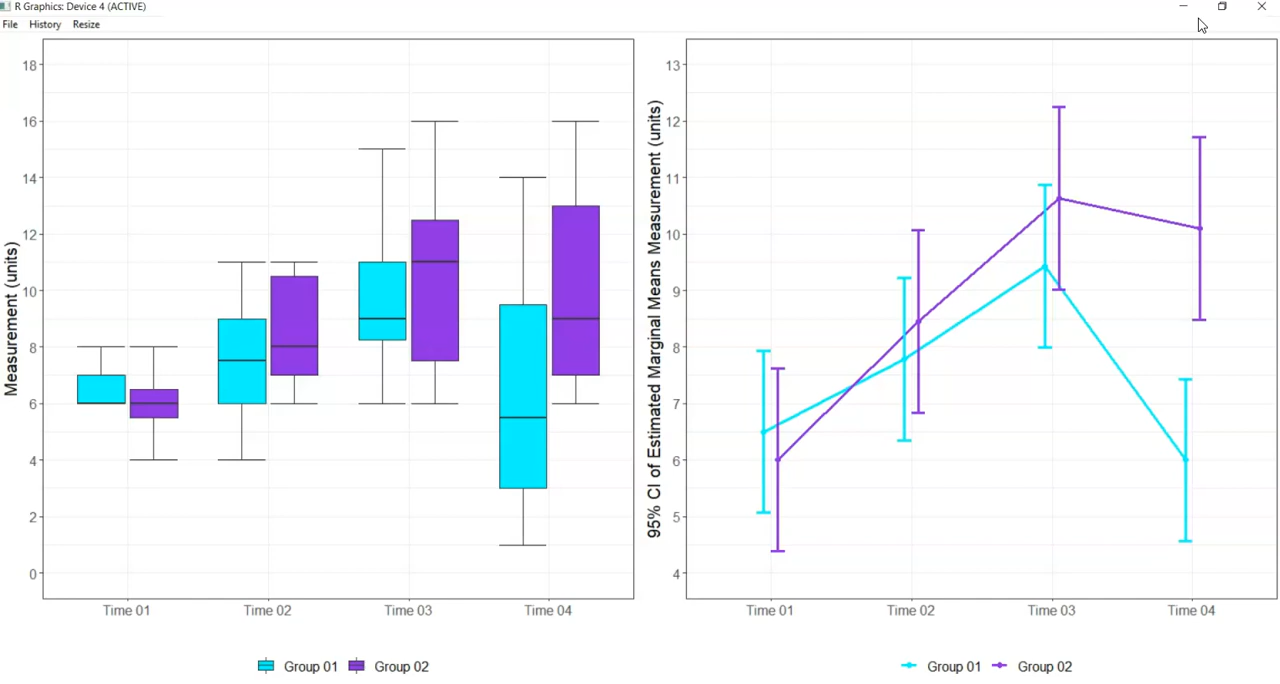 R Graphics: Device 4 (ACTIVE)
File History Resize
Measurement (units)
18
16
14
12
10
8
6
4
2
0
Time 01 Time 02 Time 03 Time 04
Group 01 Group 02
95% CI of Estimated Marginal Means Measurement (units)
13
12
11
10
9
8
7
6
5
4
Time 01 Time 02 Time 03 Time 04
Group 01 Group 02